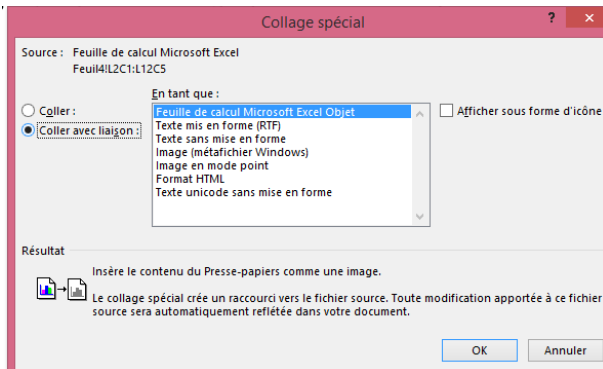 Collage spécial
? ×
Source : Feuille de calcul Microsoft Excel
Feuil4!L2C1:L12C5
En tant que :
Coller :
Coller avec liaison :
Feuille de calcul Microsoft Excel Objet
Texte mis en forme (RTF)
Texte sans mise en forme
Image (métafichier Windows)
Image en mode point
Format HTML
Texte unicode sans mise en forme
Afficher sous forme d'icône
Résultat
Insère le contenu du Presse-papiers comme une image.
Le collage spécial crée un raccourci vers le fichier source. Toute modification apportée à ce fichier
source sera automatiquement reflétée dans votre document.
OK Annuler